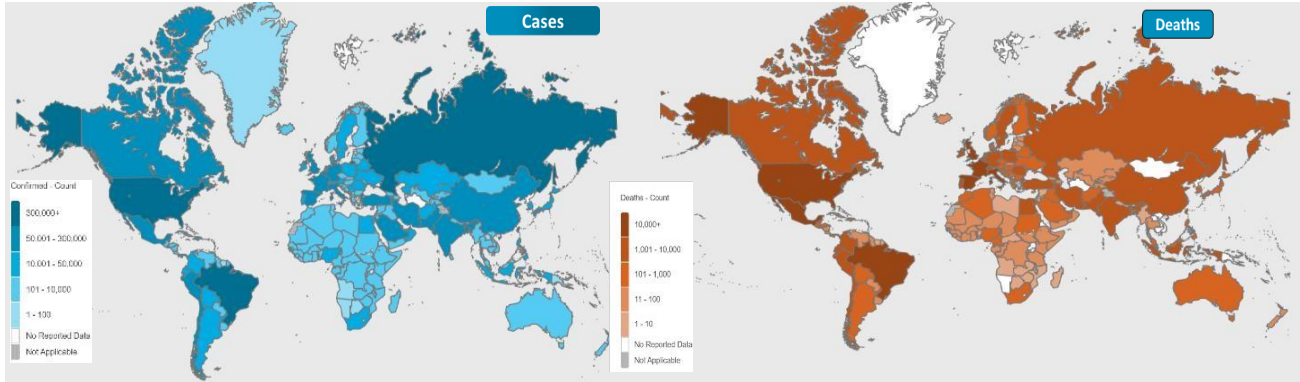 Cases
Deaths
Confirmed - Count
300,000+
50.001 - 300,000
10.001 - 50,000
101 - 10,000
1 - 100
No Reported Data
Not Applicable
Deaths - Count
10,000+
1.001 - 10,000
101 - 1,000
11 - 100
1 - 10
No Reported Data
Not Applicable